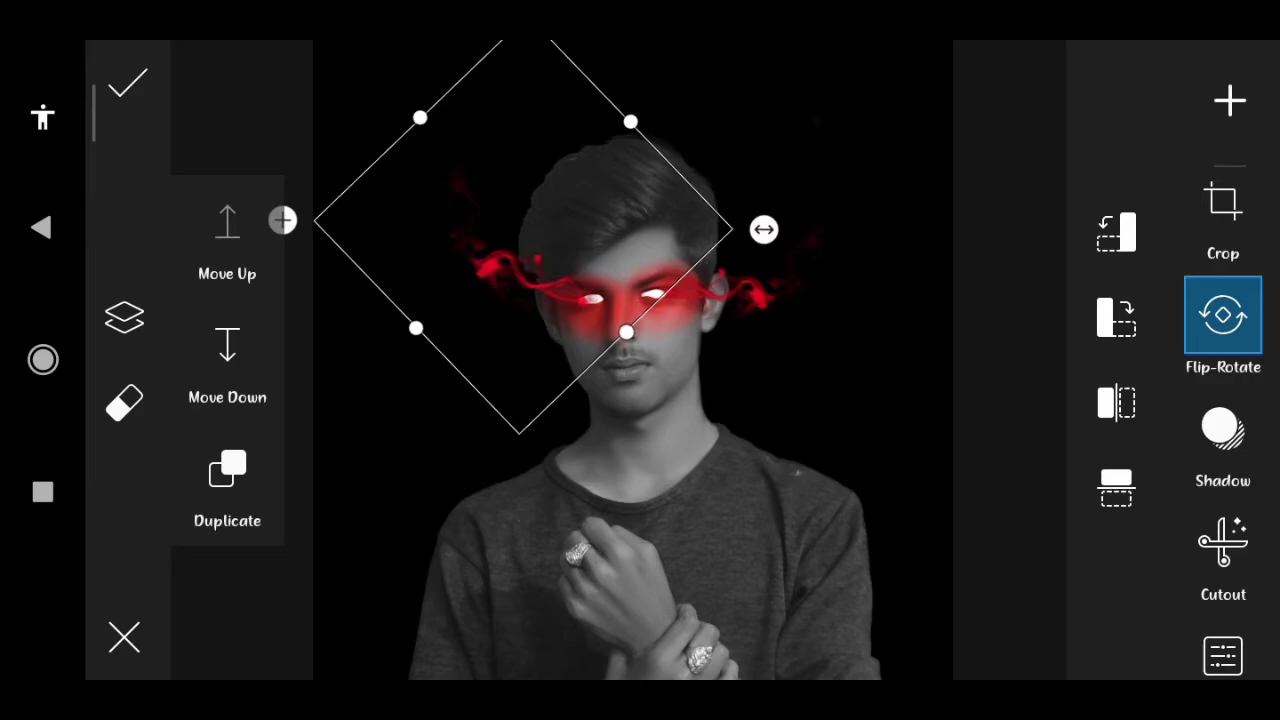 Move Up
Move Down
Duplicate
Crop
Flip-Rotate
Shadow
Cutout